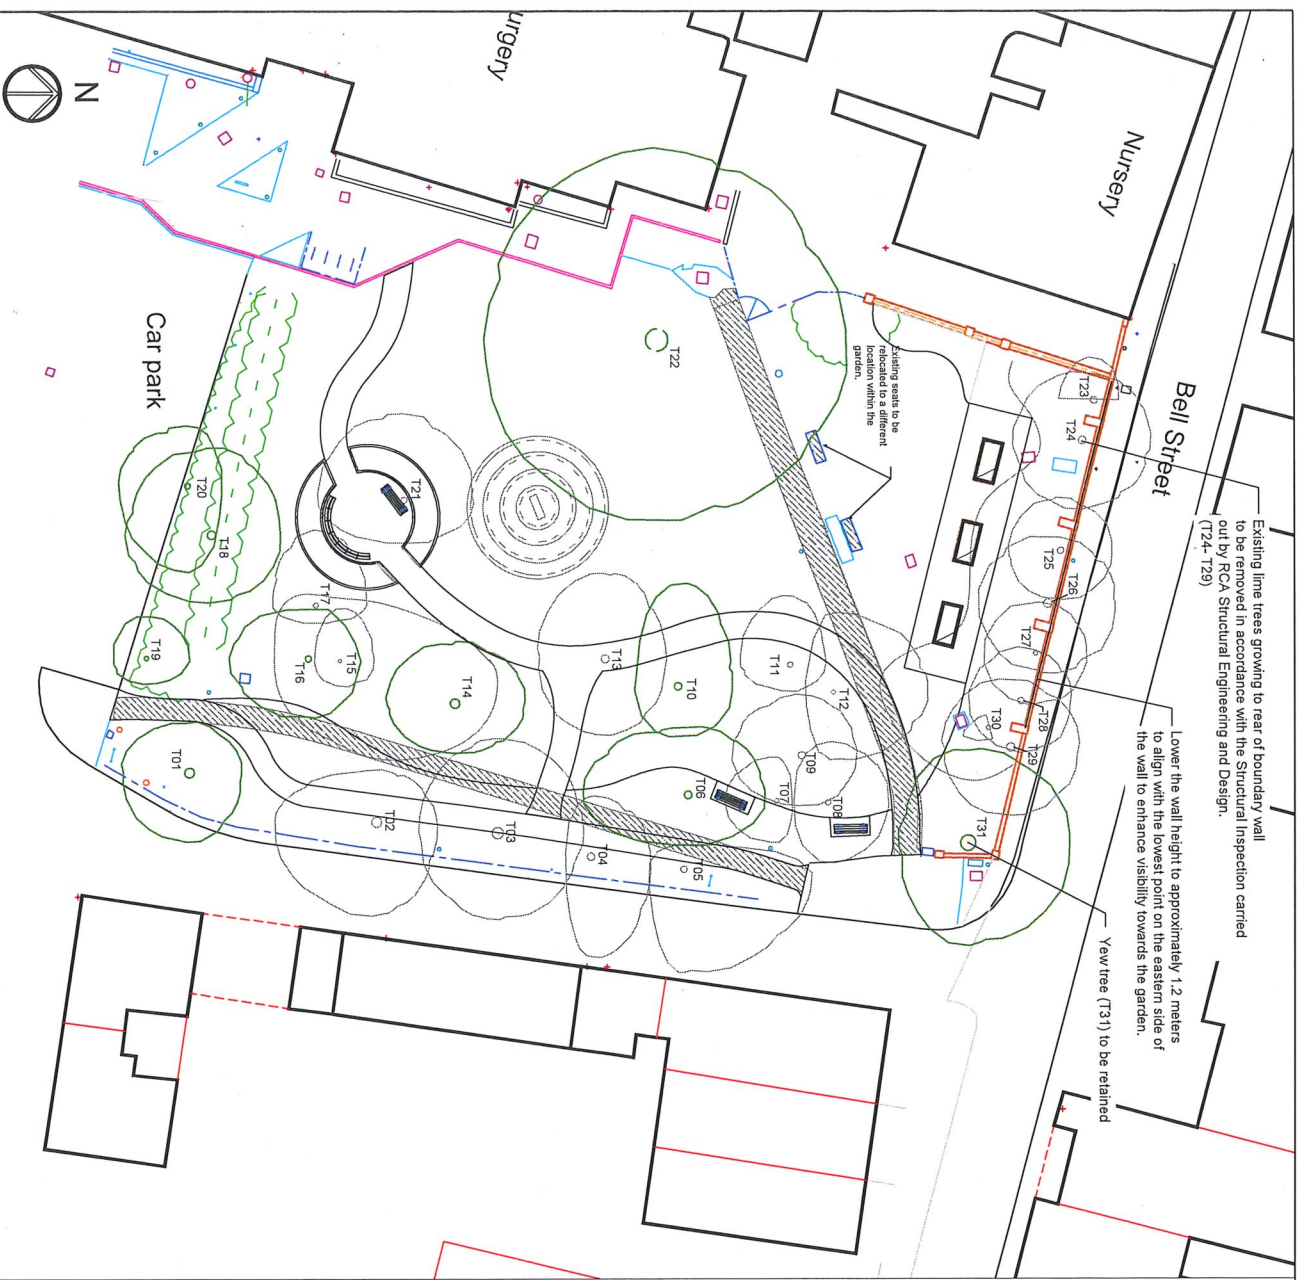 Existing lime trees growing to rear of boundary wall
to be removed in accordance with the Structural Inspection carried
out by RCA Structural Engineering and Design.
(T24- T29)
Lower the wall height to approximately 1.2 meters
to align with the lowest point on the eastern side of
the wall to enhance visibility towards the garden.
Yew tree (T31) to be retained
Bell Street
Nursery
urgery
Existing seats to be
relocated to a different
location within the
garden.
T23
T24
T25
T26
T27
T28
T29
T30
T31
T22
T21
T20
T18
T19
T17
T16
T15
T14
T13
T12
T11
T10
T09
T08
T07
T06
T05
T04
T03
T02
T01
Car park
N